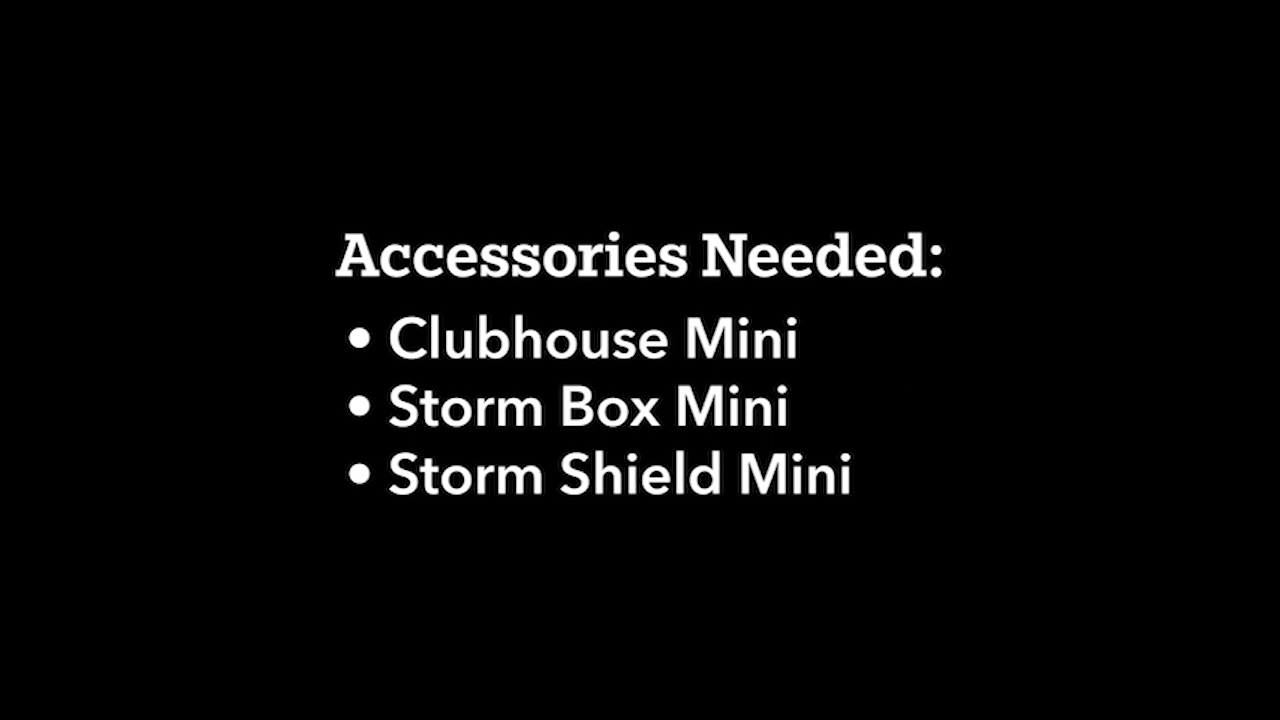 Accessories Needed:
• Clubhouse Mini
• Storm Box Mini
• Storm Shield Mini